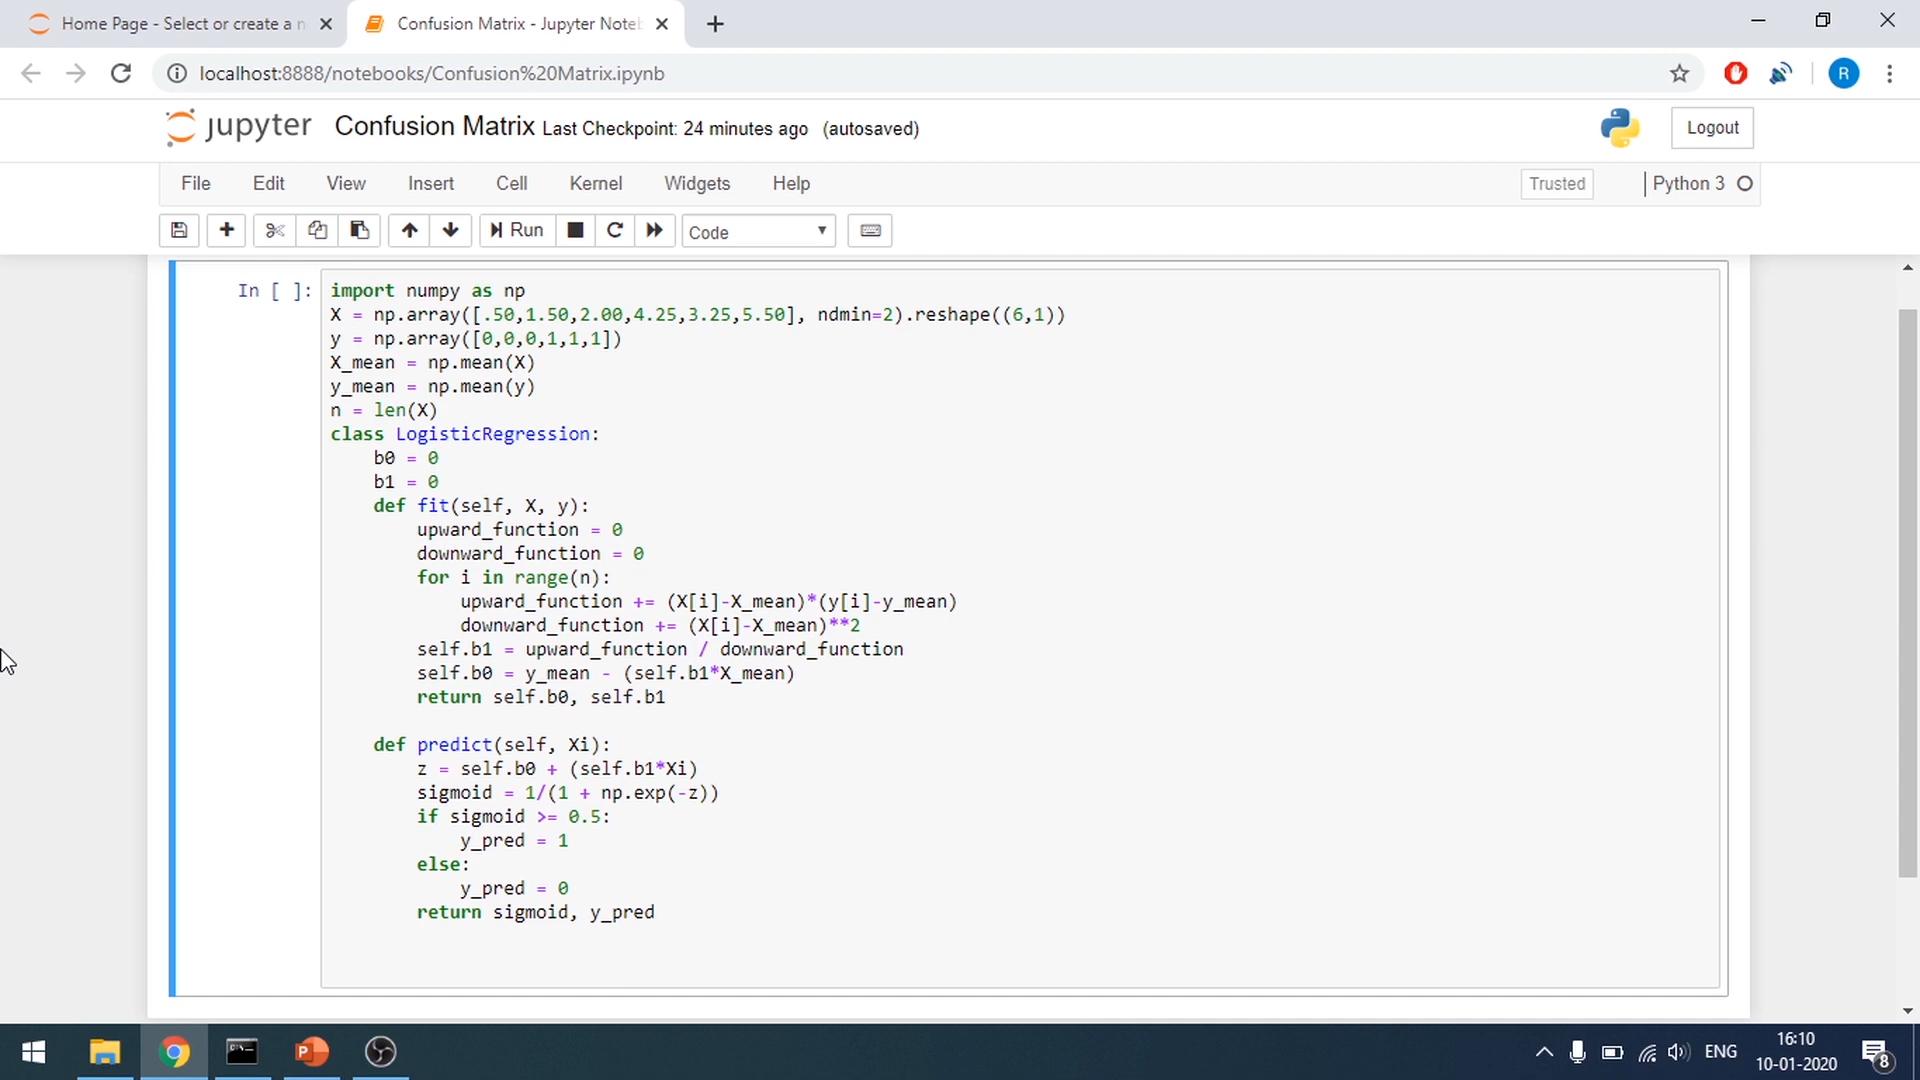 Home Page - Select or create a n
Confusion Matrix - Jupyter Noteb
localhost:8888/notebooks/Confusion%20Matrix.ipynb
R
jupyter Confusion Matrix Last Checkpoint: 24 minutes ago (autosaved)
Logout
File Edit View Insert Cell Kernel Widgets Help
Trusted
Python 3
Run
Code
In [ ]:
import numpy as np
X = np.array([.50,1.50,2.00,4.25,3.25,5.50], ndmin=2).reshape((6,1))
y = np.array([0,0,0,1,1,1])
X_mean = np.mean(X)
y_mean = np.mean(y)
n = len(X)
class LogisticRegression:
    b0 = 0
    b1 = 0
    def fit(self, X, y):
        upward_function = 0
        downward_function = 0
        for i in range(n):
            upward_function += (X[i]-X_mean)*(y[i]-y_mean)
            downward_function += (X[i]-X_mean)**2
        self.b1 = upward_function / downward_function
        self.b0 = y_mean - (self.b1*X_mean)
        return self.b0, self.b1
    def predict(self, Xi):
        z = self.b0 + (self.b1*Xi)
        sigmoid = 1/(1 + np.exp(-z))
        if sigmoid >= 0.5:
            y_pred = 1
        else:
            y_pred = 0
        return sigmoid, y_pred
P
ENG
16:10
10-01-2020
8